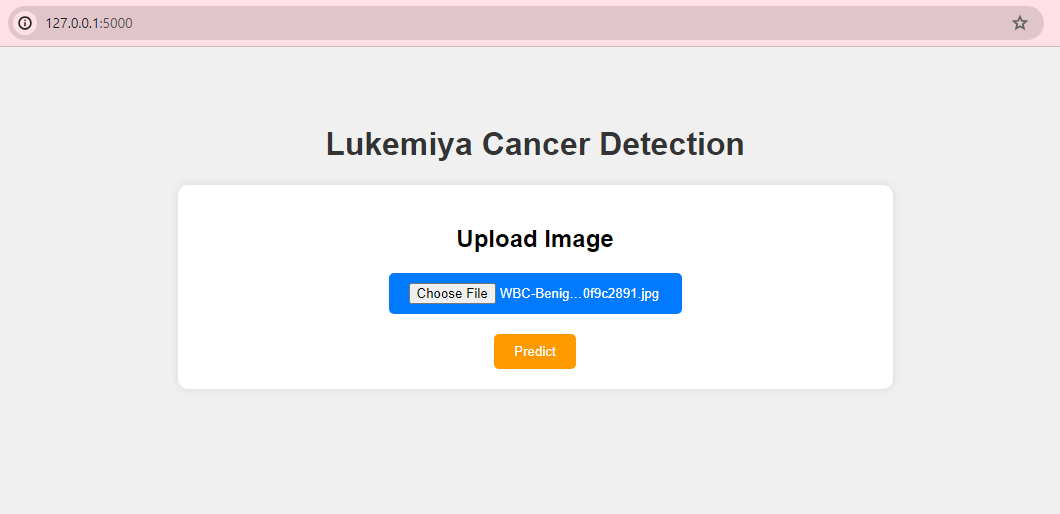 127.0.0.1:5000
Lukemiya Cancer Detection
Upload Image
Choose File WBC-Benig...0f9c2891.jpg
Predict